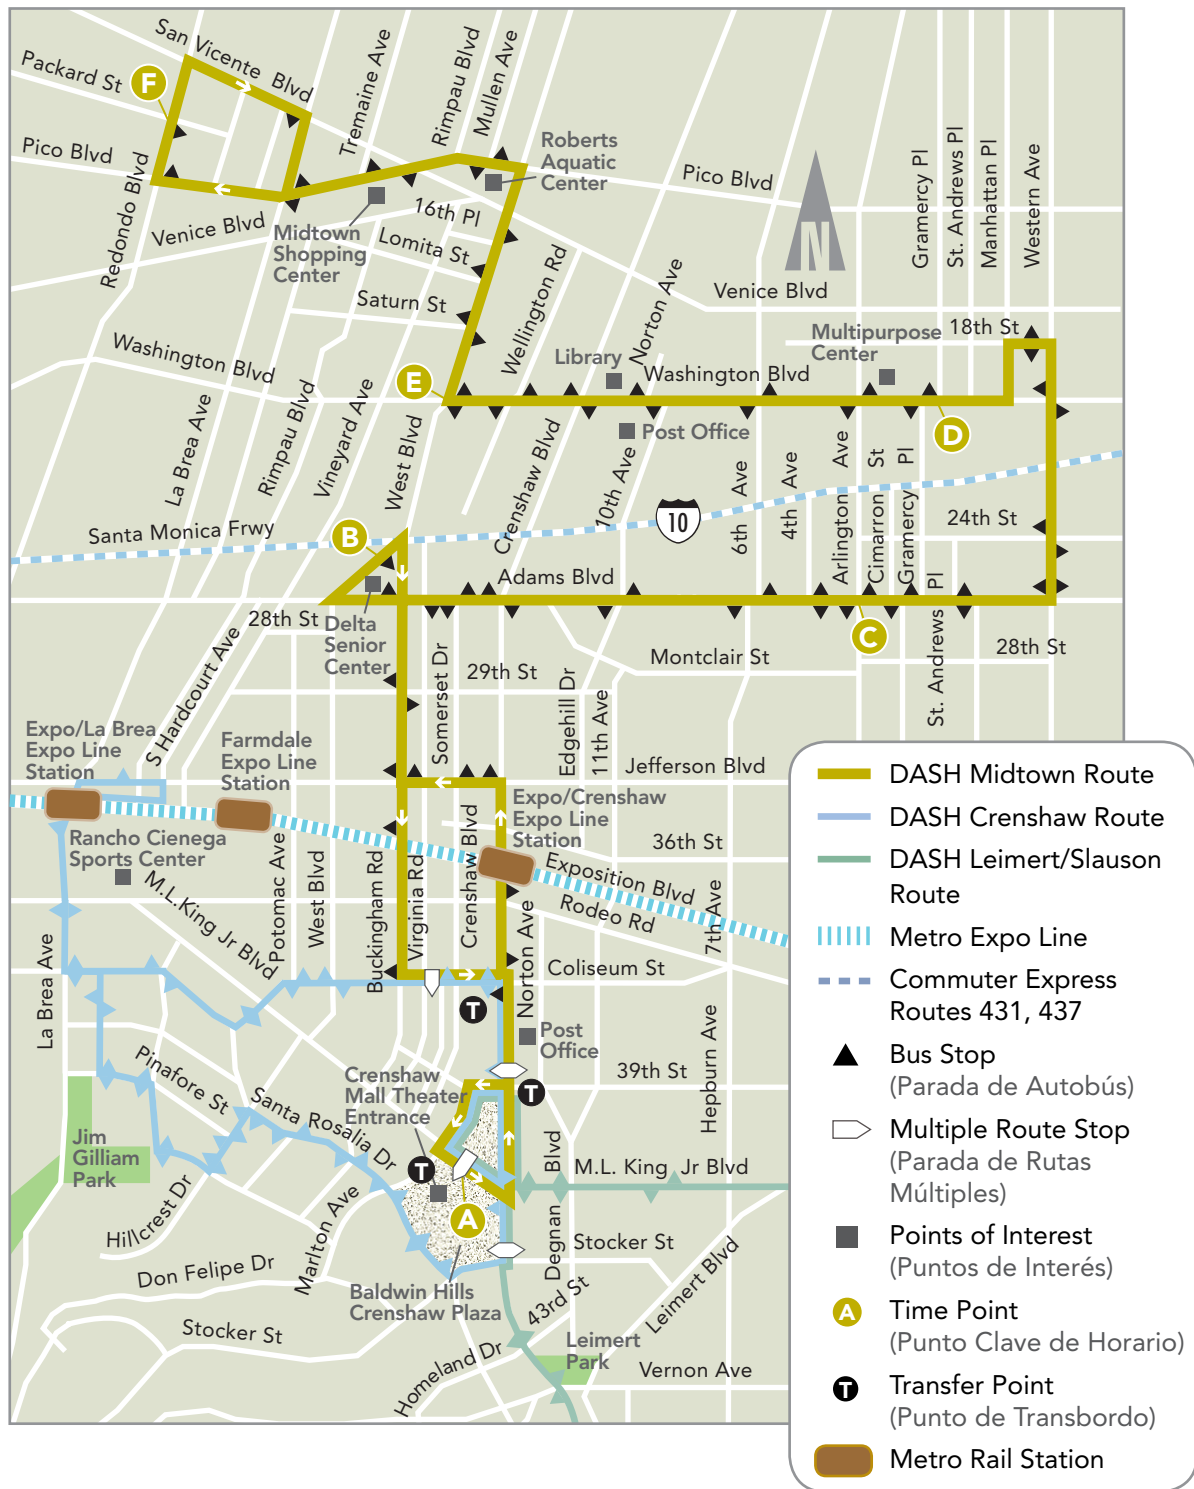 San Vicente Blvd
Packard St
F
Pico Blvd
Redondo Blvd
Tremaine Ave
Rimpau Blvd
Mullen Ave
Roberts
Aquatic
Center
Pico Blvd
Venice Blvd
Midtown
Shopping
Center
16th Pl
Lomita St
Saturn St
Wellington Rd
Norton Ave
N
Gramercy Pl
St. Andrews Pl
Manhattan Pl
Western Ave
Venice Blvd
18th St
Multipurpose
Center
Library
Washington Blvd
Washington Blvd
E
D
Post Office
La Brea Ave
Rimpau Blvd
Vineyard Ave
West Blvd
Crenshaw Blvd
10th Ave
6th Ave
4th Ave
Arlington Ave
Cimarron St
Gramercy Pl
24th St
10
Santa Monica Frwy
B
Adams Blvd
28th St
Delta
Senior
Center
C
St. Andrews Pl
28th St
Montclair St
29th St
Somerset Dr
Edgehill Dr
11th Ave
S Hardcourt Ave
Expo/La Brea
Expo Line
Station
Farmdale
Expo Line
Station
Jefferson Blvd
Expo/Crenshaw
Expo Line
Station
36th St
Exposition Blvd
Rodeo Rd
7th Ave
Rancho Cienega
Sports Center
M.L.King Jr Blvd
Potomac Ave
West Blvd
Buckingham Rd
Virginia Rd
Crenshaw Blvd
Norton Ave
Coliseum St
La Brea Ave
T
Post
Office
Hepburn Ave
39th St
Pinafore St
Santa Rosalia Dr
Crenshaw
Mall Theater
Entrance
T
T
Jim
Gilliam
Park
Degnan Blvd
M.L. King Jr Blvd
Hillcrest Dr
Marlton Ave
A
Stocker St
Don Felipe Dr
Baldwin Hills
Crenshaw Plaza
43rd St
Leimert Blvd
Stocker St
Homeland Dr
Leimert
Park
Vernon Ave
DASH Midtown Route
DASH Crenshaw Route
DASH Leimert/Slauson
Route
Metro Expo Line
Commuter Express
Routes 431, 437
Bus Stop
(Parada de Autobús)
Multiple Route Stop
(Parada de Rutas
Múltiples)
Points of Interest
(Puntos de Interés)
A
Time Point
(Punto Clave de Horario)
T
Transfer Point
(Punto de Transbordo)
Metro Rail Station